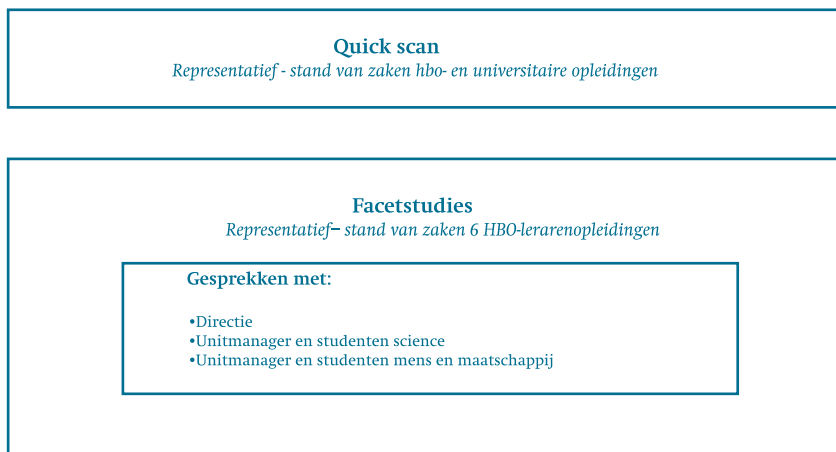 Quick scan
Representatief - stand van zaken hbo- en universitaire opleidingen
Facetstudies
Representatief– stand van zaken 6 HBO-lerarenopleidingen
Gesprekken met:
•Directie
•Unitmanager en studenten science
•Unitmanager en studenten mens en maatschappij